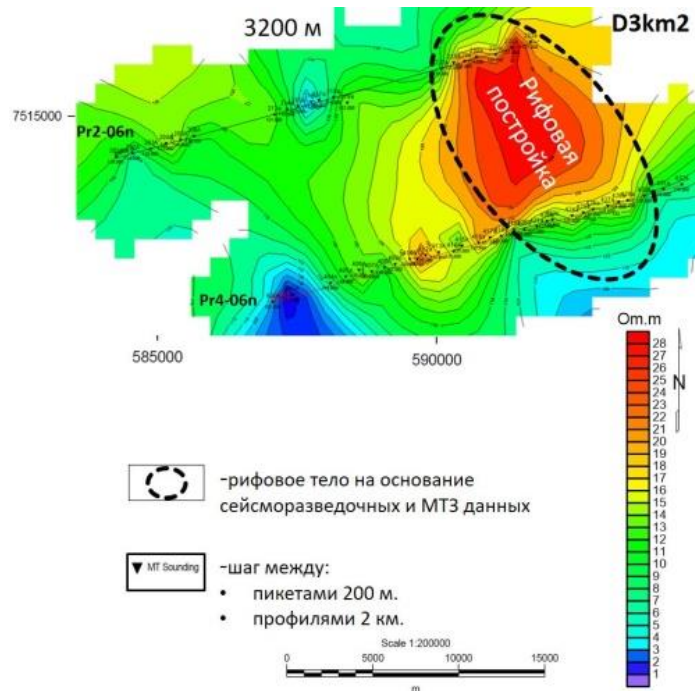 3200 м
D3km2
7515000
Pr2-06n
Рифовая
постройка
Pr4-06n
585000
590000
Om.m
28
27
26
25
24
23
22
21
20
19
18
17
16
15
14
13
12
11
10
9
8
7
6
5
4
3
2
1
N
-рифовое тело на основание
сейсморазведочных и МТЗ данных
MT Sounding
-шаг между:
• пикетами 200 м.
• профилями 2 км.
Scale 1:200000
0 5000 10000 15000
m